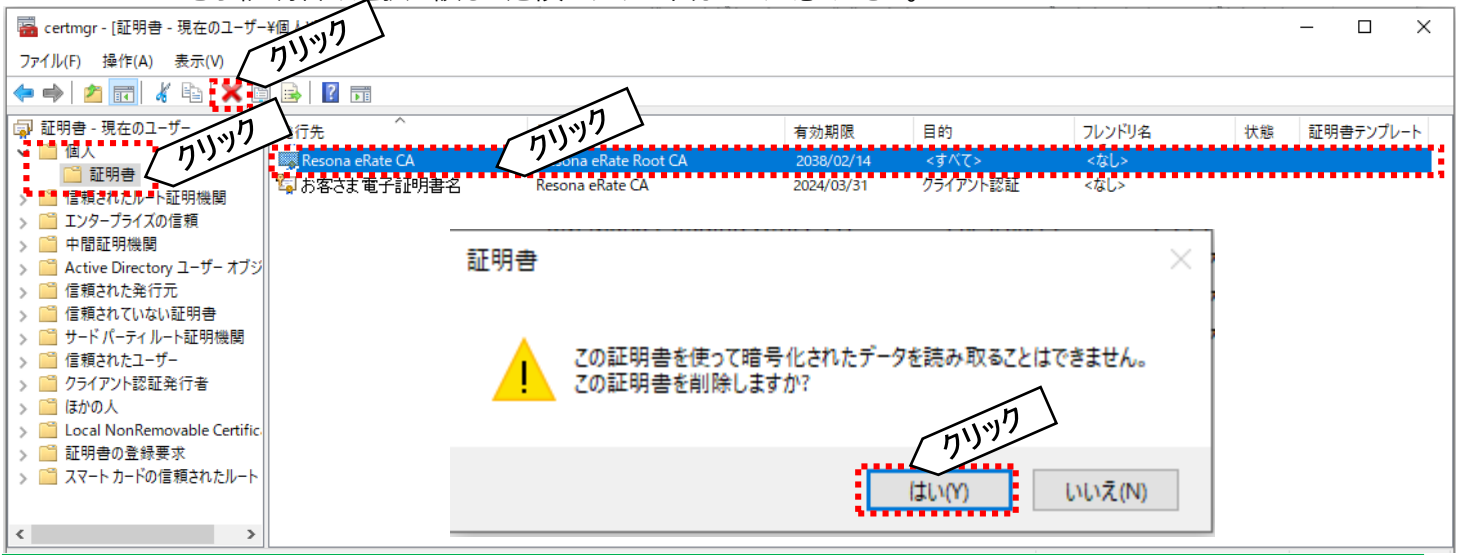 certmgr - [証明書 - 現在のユーザー¥個人
ファイル(F) 操作(A) 表示(V)
クリック
証明書 - 現在のユーザー
個人
証明書
クリック
信頼されたルート証明機関
エンタープライズの信頼
中間証明機関
Active Directory ユーザー オブジ
信頼された発行元
信頼されていない証明書
サード パーティ ルート証明機関
信頼されたユーザー
クライアント認証発行者
ほかの人
Local NonRemovable Certific
証明書の登録要求
スマート カードの信頼されたルート
行先 有効期限 目的 フレンドリ名 状態 証明書テンプレート
クリック
Resona eRate CA Resona eRate Root CA 2038/02/14 <すべて> <なし>
お客さま電子証明書名 Resona eRate CA 2024/03/31 クライアント認証 <なし>
証明書
この証明書を使って暗号化されたデータを読み取ることはできません。
この証明書を削除しますか?
クリック
はい(Y) いいえ(N)